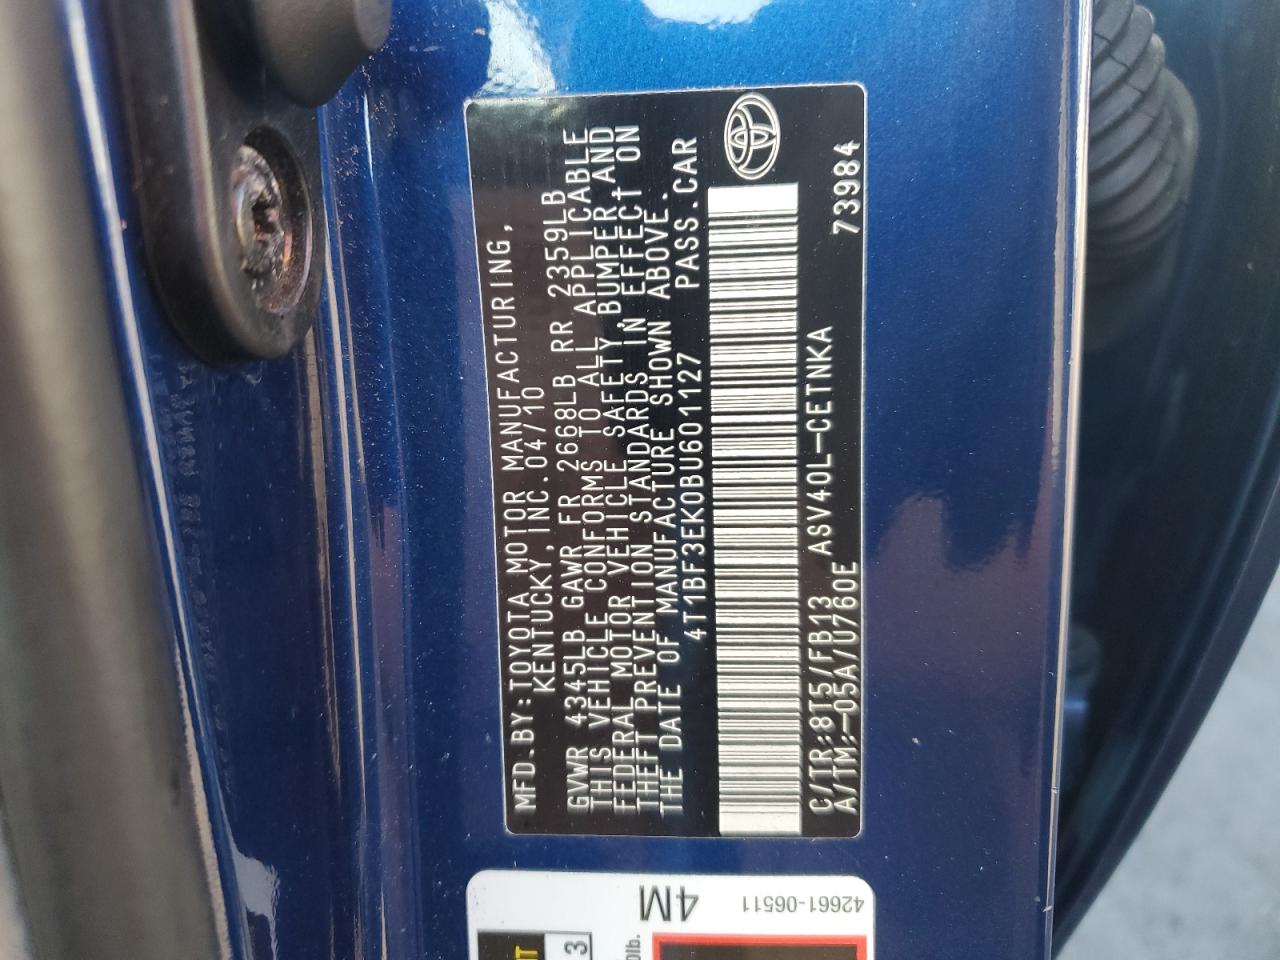 MFD.BY:TOYOTA MOTOR MANUFACTURING,
KENTUCKY,INC.04/10
GVWR 4345LB GAWR FR 2668LB RR 2359LB
THIS VEHICLE CONFORMS TO ALL APPLICABLE
FEDERAL MOTOR VEHICLE SAFETY,BUMPER,AND
THEFT PREVENTION STANDARDS IN EFFECT ON
THE DATE OF MANUFACTURE SHOWN ABOVE.
4T1BF3EK0BU601127 PASS.CAR
C/TR:8T5/FB13 ASV40L-CETNKA
A/TM:-05A/U760E 73984
4M
42661-06511
3
0lb.